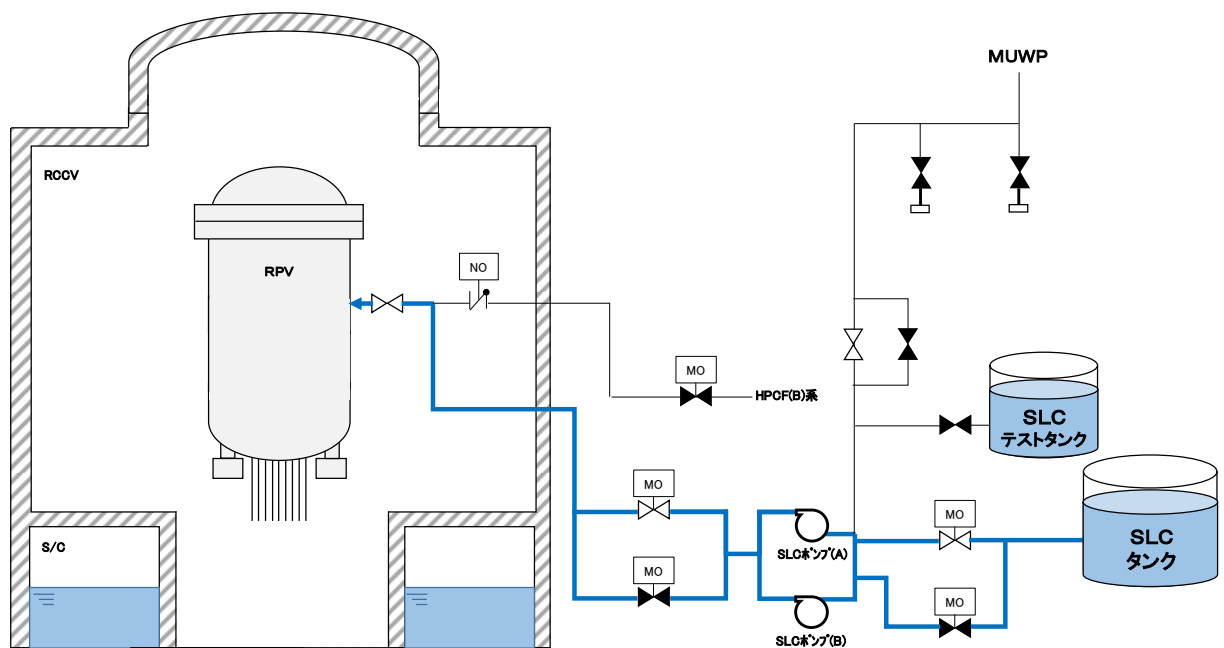 MUWP
RCCV
RPV
NO
MO
HPCF(B)系
SLC
テストタンク
MO
MO
SLC
タンク
SLCポンプ(A)
S/C
MO
MO
SLCポンプ(B)